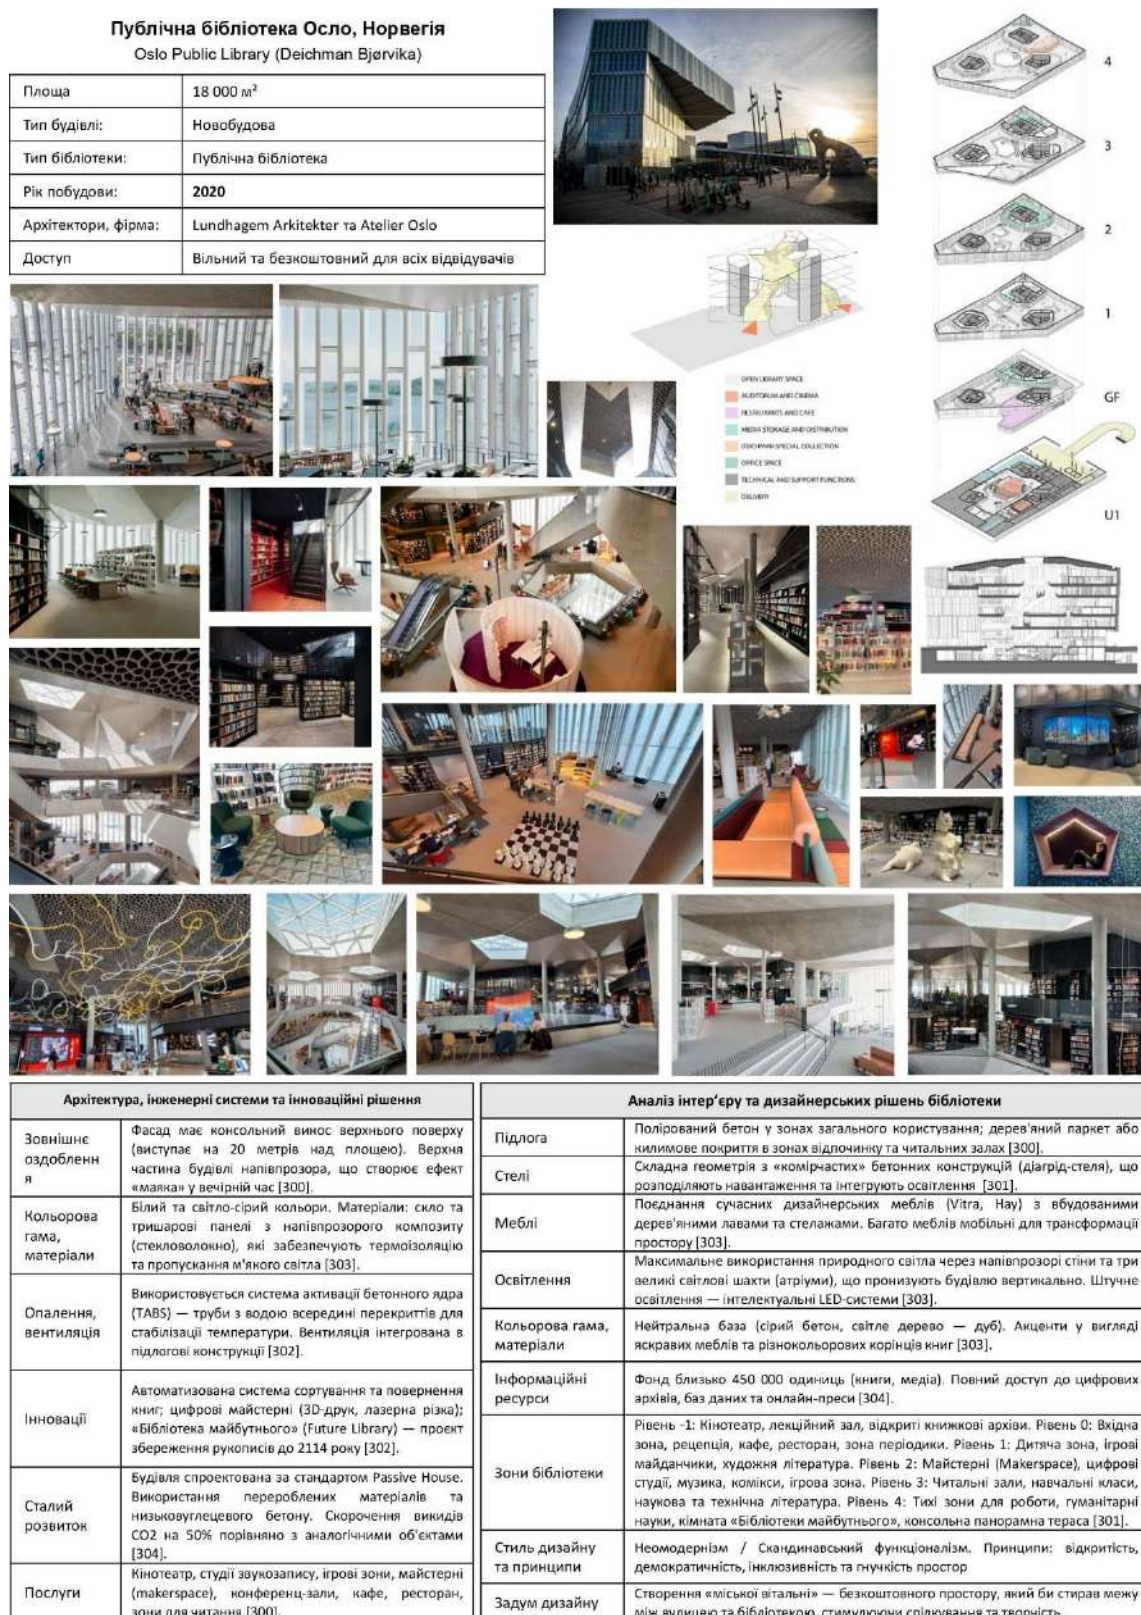 Публічна бібліотека Осло, Норвегія
Oslo Public Library (Deichman Bjørvika)
Площа 18 000 м²
Тип будівлі: Новобудова
Тип бібліотеки: Публічна бібліотека
Рік побудови: 2020
Архітектори, фірма: Lundhagem Arkitekter та Atelier Oslo
Доступ Вільний та безкоштовний для всіх відвідувачів
4
3
2
1
GF
U1
OPEN LIBRARY SPACE
AUDITORIUM AND CINEMA
RESTAURANTS AND CAFE
MEDIA STORAGE AND DISTRIBUTION
DEICHMAN SPECIAL COLLECTION
OFFICE SPACE
TECHNICAL AND SUPPORT FUNCTIONS
DELIVERY
Архітектура, інженерні системи та інноваційні рішення
Зовнішнє
оздобленн
я
Фасад має консольний винос верхнього поверху
(виступає на 20 метрів над площею). Верхня
частина будівлі напівпрозора, що створює ефект
«маяка» у вечірній час [300].
Кольорова
гама,
матеріали
Білий та світло-сірий кольори. Матеріали: скло та
тришарові панелі з напівпрозорого композиту
(стекловолокно), які забезпечують термоізоляцію
та пропускання м'якого світла [303].
Опалення,
вентиляція
Використовується система активації бетонного ядра
(TABS) — труби з водою всередині перекриттів для
стабілізації температури. Вентиляція інтегрована в
підлогові конструкції [302].
Інновації
Автоматизована система сортування та повернення
книг; цифрові майстерні (3D-друк, лазерна різка);
«Бібліотека майбутнього» (Future Library) — проєкт
збереження рукописів до 2114 року [302].
Сталий
розвиток
Будівля спроектована за стандартом Passive House.
Використання перероблених матеріалів та
низьковуглецевого бетону. Скорочення викидів
CO2 на 50% порівняно з аналогічними об'єктами
[304].
Послуги
Кінотеатр, студії звукозапису, ігрові зони, майстерні
(makerspace), конференц-зали, кафе, ресторан,
зони для читання [300].
Аналіз інтер’єру та дизайнерських рішень бібліотеки
Підлога
Полірований бетон у зонах загального користування; дерев'яний паркет або
килимове покриття в зонах відпочинку та читальних залах [300].
Стелі
Складна геометрія з «комірчастих» бетонних конструкцій (діагрід-стеля), що
розподіляють навантаження та інтегрують освітлення [301].
Меблі
Поєднання сучасних дизайнерських меблів (Vitra, Hay) з вбудованими
дерев'яними лавами та стелажами. Багато меблів мобільні для трансформації
простору [303].
Освітлення
Максимальне використання природного світла через напівпрозорі стіни та три
великі світлові шахти (атріуми), що пронизують будівлю вертикально. Штучне
освітлення — інтелектуальні LED-системи [303].
Кольорова гама,
матеріали
Нейтральна база (сірий бетон, світле дерево — дуб). Акценти у вигляді
яскравих меблів та різнокольорових корінців книг [303].
Інформаційні
ресурси
Фонд близько 450 000 одиниць (книги, медіа). Повний доступ до цифрових
архівів, баз даних та онлайн-преси [304].
Зони бібліотеки
Рівень -1: Кінотеатр, лекційний зал, відкриті книжкові архіви. Рівень 0: Вхідна
зона, рецепція, кафе, ресторан, зона періодики. Рівень 1: Дитяча зона, ігрові
майданчики, художня література. Рівень 2: Майстерні (Makerspace), цифрові
студії, музика, комікси, ігрова зона. Рівень 3: Читальні зали, навчальні класи,
наукова та технічна література. Рівень 4: Тихі зони для роботи, гуманітарні
науки, кімната «Бібліотеки майбутнього», консольна панорамна тераса [301].
Стиль дизайну
та принципи
Неомодернізм / Скандинавський функціоналізм. Принципи: відкритість,
демократичність, інклюзивність та гнучкість простор
Задум дизайну
Створення «міської вітальні» — безкоштовного простору, який би стирав межу
між вулицею та бібліотекою, стимулюючи спілкування та творчість